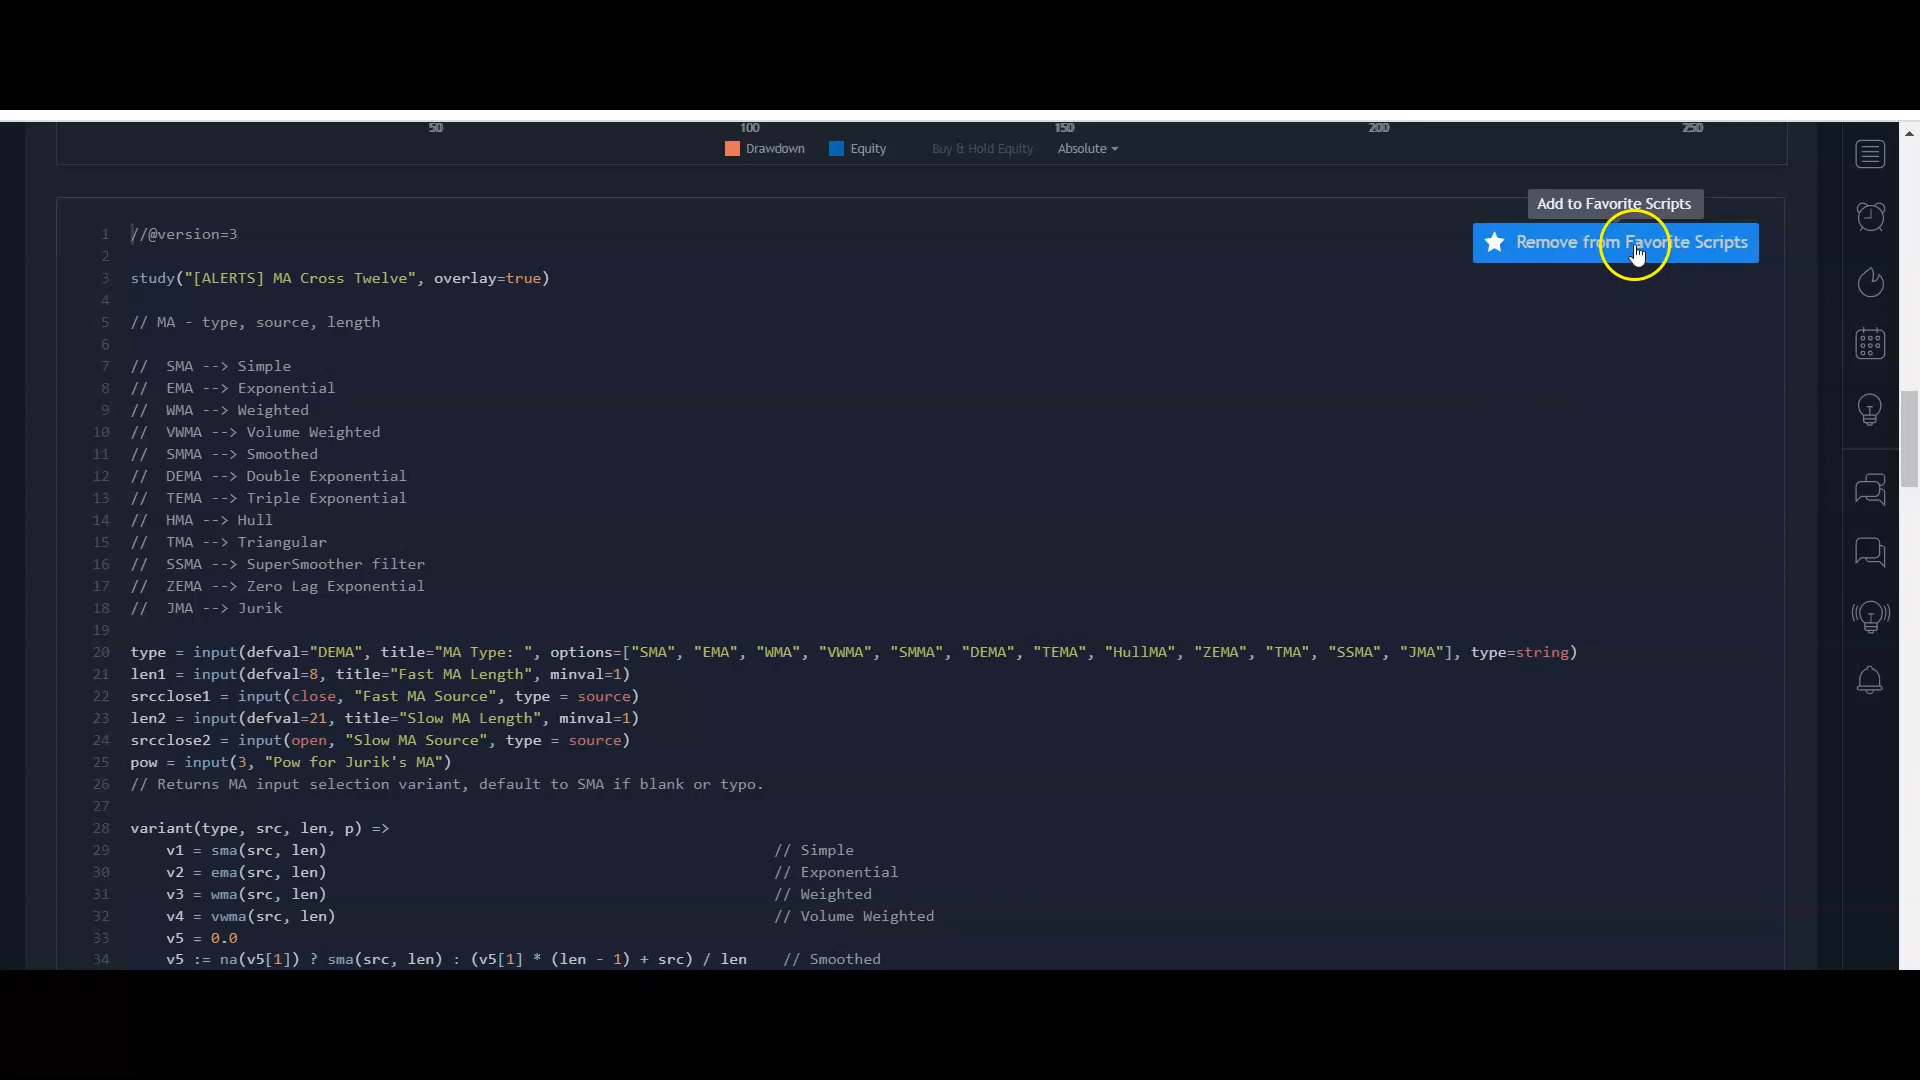 50 100 150 200 250
Drawdown Equity Buy & Hold Equity Absolute
Add to Favorite Scripts
Remove from Favorite Scripts
1 //@version=3
2
3 study("[ALERTS] MA Cross Twelve", overlay=true)
4
5 // MA - type, source, length
6
7 //  SMA --> Simple
8 //  EMA --> Exponential
9 //  WMA --> Weighted
10 //  VWMA --> Volume Weighted
11 //  SMMA --> Smoothed
12 //  DEMA --> Double Exponential
13 //  TEMA --> Triple Exponential
14 //  HMA --> Hull
15 //  TMA --> Triangular
16 //  SSMA --> SuperSmoother filter
17 //  ZEMA --> Zero Lag Exponential
18 //  JMA --> Jurik
19
20 type = input(defval="DEMA", title="MA Type: ", options=["SMA", "EMA", "WMA", "VWMA", "SMMA", "DEMA", "TEMA", "HullMA", "ZEMA", "TMA", "SSMA", "JMA"], type=string)
21 len1 = input(defval=8, title="Fast MA Length", minval=1)
22 srcclose1 = input(close, "Fast MA Source", type = source)
23 len2 = input(defval=21, title="Slow MA Length", minval=1)
24 srcclose2 = input(open, "Slow MA Source", type = source)
25 pow = input(3, "Pow for Jurik's MA")
26 // Returns MA input selection variant, default to SMA if blank or typo.
27
28 variant(type, src, len, p) =>
29     v1 = sma(src, len)                                                  // Simple
30     v2 = ema(src, len)                                                  // Exponential
31     v3 = wma(src, len)                                                  // Weighted
32     v4 = vwma(src, len)                                                 // Volume Weighted
33     v5 = 0.0
34     v5 := na(v5[1]) ? sma(src, len) : (v5[1] * (len - 1) + src) / len    // Smoothed